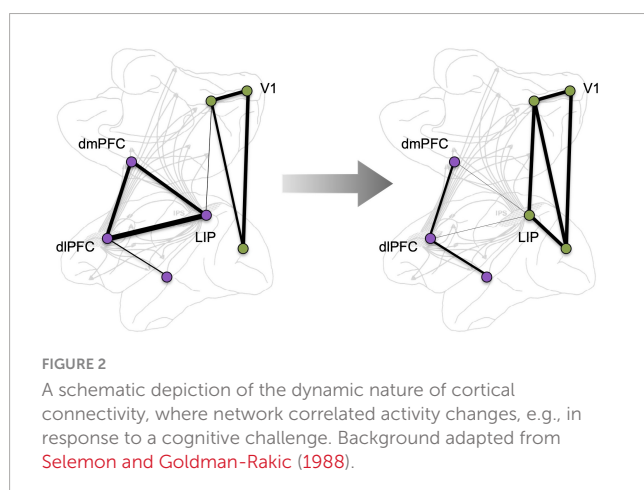 V1
V1
dmPFC
dmPFC
IPS
LIP
LIP
dlPFC
dlPFC
FIGURE 2
A schematic depiction of the dynamic nature of cortical
connectivity, where network correlated activity changes, e.g., in
response to a cognitive challenge. Background adapted from
Selemon and Goldman-Rakic (1988).